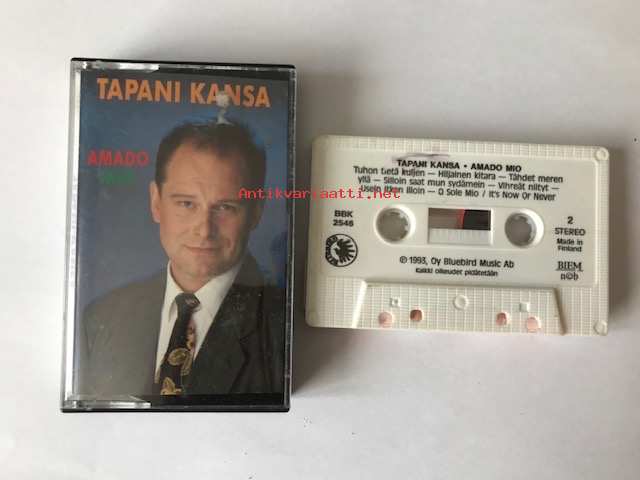 TAPANI KANSA
AMADO
MIO
Antikvariaatti.net
TAPANI KANSA • AMADO MIO
Tuhon tietä kuljen – Hiljainen kitara – Tähdet meren
yllä – Silloin saat mun sydämein – Vihreät niityt –
Usein itken illoin – O Sole Mio / It's Now Or Never
BBK
2546
2
STEREO
Made in
Finland
© 1993, Oy Bluebird Music Ab
Kaikki oikeudet pidätetään
BIEM
n©b